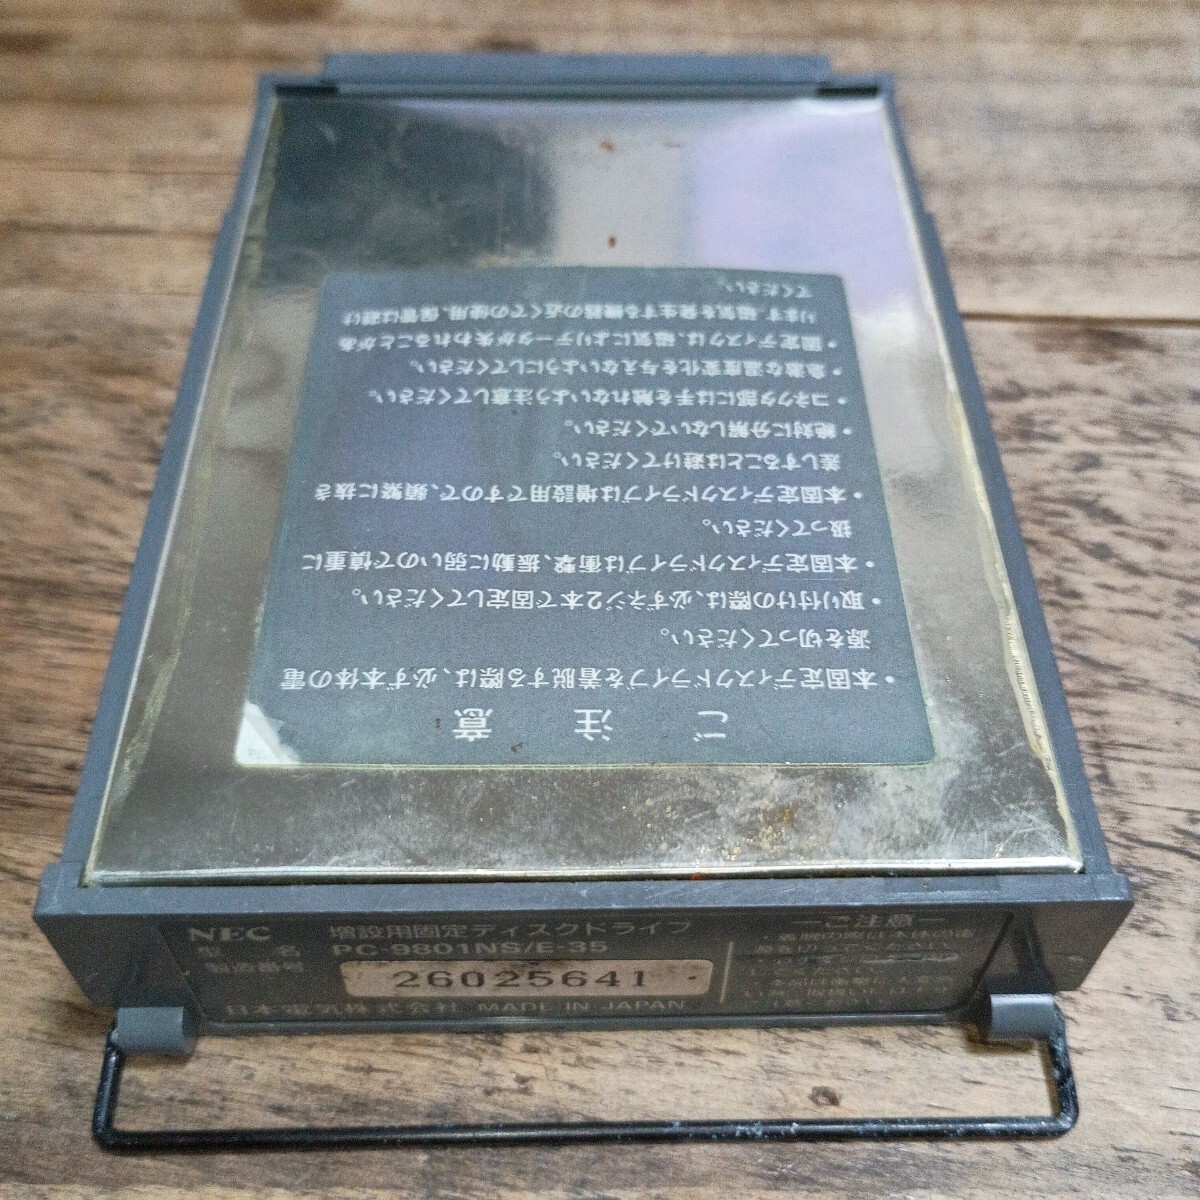 ご 注 意
・本固定ディスクドライブを着脱する際は、必ず本体の電
源を切ってください。
・取り付けの際は、必ずネジ2本で固定してください。
・本固定ディスクドライブは衝撃、振動に弱いので慎重に
扱ってください。
・本固定ディスクドライブは増設用ですので、頻繁に抜き
差しすることは避けてください。
・絶対に分解しないでください。
・コネクタ部には手を触れないよう注意してください。
・急激な温度変化を与えないようにしてください。
・固定ディスクは、磁気によりデータが失われることがあ
ります。磁気を発生する機器の近くでの使用、保管は避け
てください。
NEC 増設用固定ディスクドライブ
型 名 PC-9801NS/E-35
製造番号 26025641
日本電気株式会社 MADE IN JAPAN
ーご注意ー